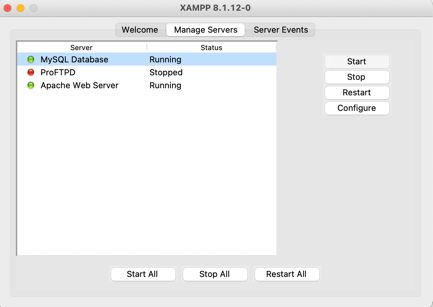 XAMPP 8.1.12-0
Welcome Manage Servers Server Events
Server Status
MySQL Database Running
ProFTPD Stopped
Apache Web Server Running
Start
Stop
Restart
Configure
Start All Stop All Restart All